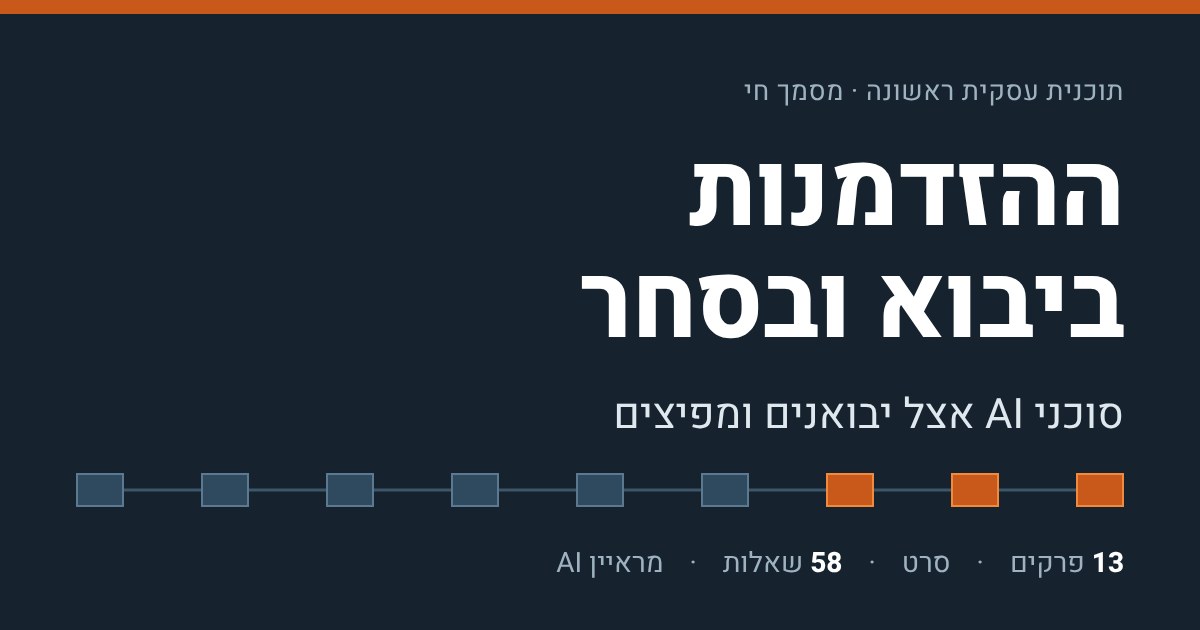 תוכנית עסקית ראשונה · מסמך חי
ההזדמנות
ביבוא ובסחר
סוכני AI אצל יבואנים ומפיצים
13 פרקים · סרט · 58 שאלות · מראיין AI